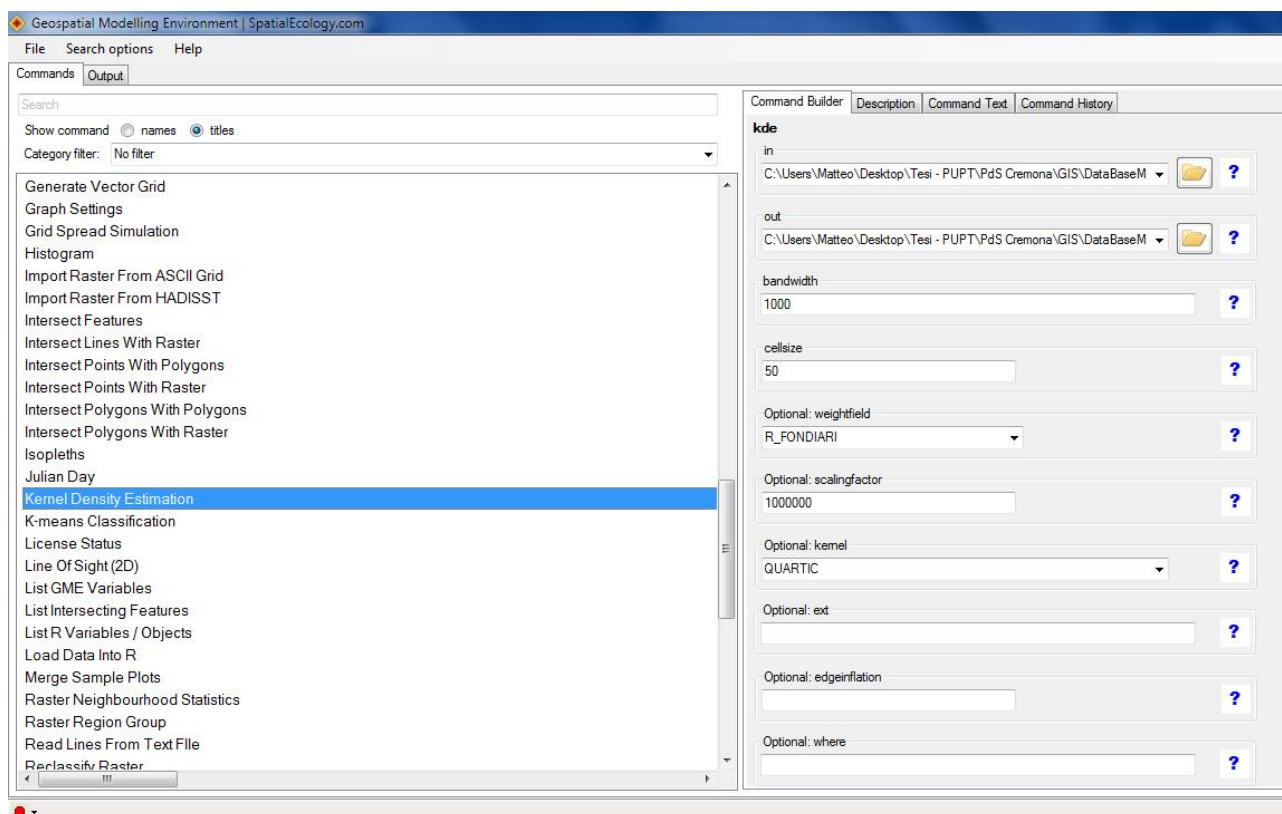 Geospatial Modelling Environment | SpatialEcology.com
File Search options Help
Commands Output
Search
Show command names titles
Category filter: No filter
Generate Vector Grid
Graph Settings
Grid Spread Simulation
Histogram
Import Raster From ASCII Grid
Import Raster From HADISST
Intersect Features
Intersect Lines With Raster
Intersect Points With Polygons
Intersect Points With Raster
Intersect Polygons With Polygons
Intersect Polygons With Raster
Isopleths
Julian Day
Kernel Density Estimation
K-means Classification
License Status
Line Of Sight (2D)
List GME Variables
List Intersecting Features
List R Variables / Objects
Load Data Into R
Merge Sample Plots
Raster Neighbourhood Statistics
Raster Region Group
Read Lines From Text FIle
Reclassify Raster
Command Builder Description Command Text Command History
kde
in
C:\Users\Matteo\Desktop\Tesi - PUPT\PdS Cremona\GIS\DataBaseM
?
out
C:\Users\Matteo\Desktop\Tesi - PUPT\PdS Cremona\GIS\DataBaseM
?
bandwidth
1000
?
cellsize
50
?
Optional: weightfield
R_FONDIARI
?
Optional: scalingfactor
1000000
?
Optional: kernel
QUARTIC
?
Optional: ext
?
Optional: edgeinflation
?
Optional: where
?